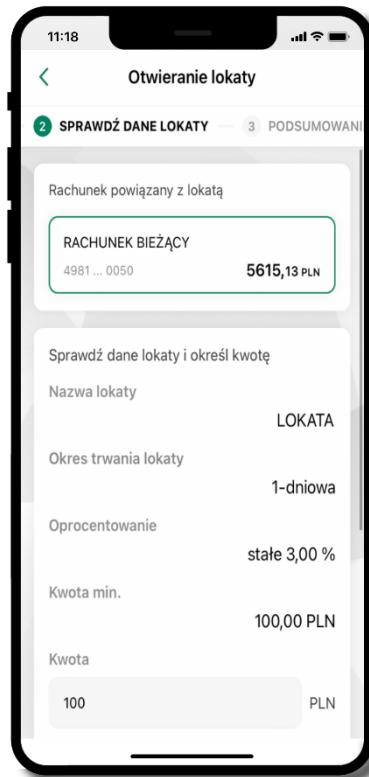 11:18
Otwieranie lokaty
2 SPRAWDŹ DANE LOKATY 3 PODSUMOWANI
Rachunek powiązany z lokatą
RACHUNEK BIEŻĄCY
4981 ... 0050 5615,13 PLN
Sprawdź dane lokaty i określ kwotę
Nazwa lokaty
LOKATA
Okres trwania lokaty
1-dniowa
Oprocentowanie
stałe 3,00 %
Kwota min.
100,00 PLN
Kwota
100 PLN